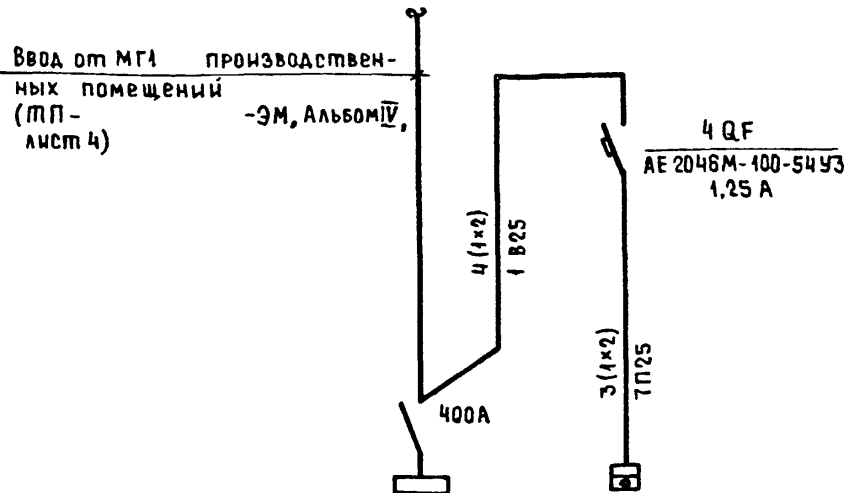 Ввод от МГ1 производствен-
ных помещений
(ТП- -ЭМ, Альбом IV,
лист 4)
4 QF
АЕ 2046М-100-54У3
1,25 А
4 (1×2)
1 В25
3 (1×2)
7П25
400А